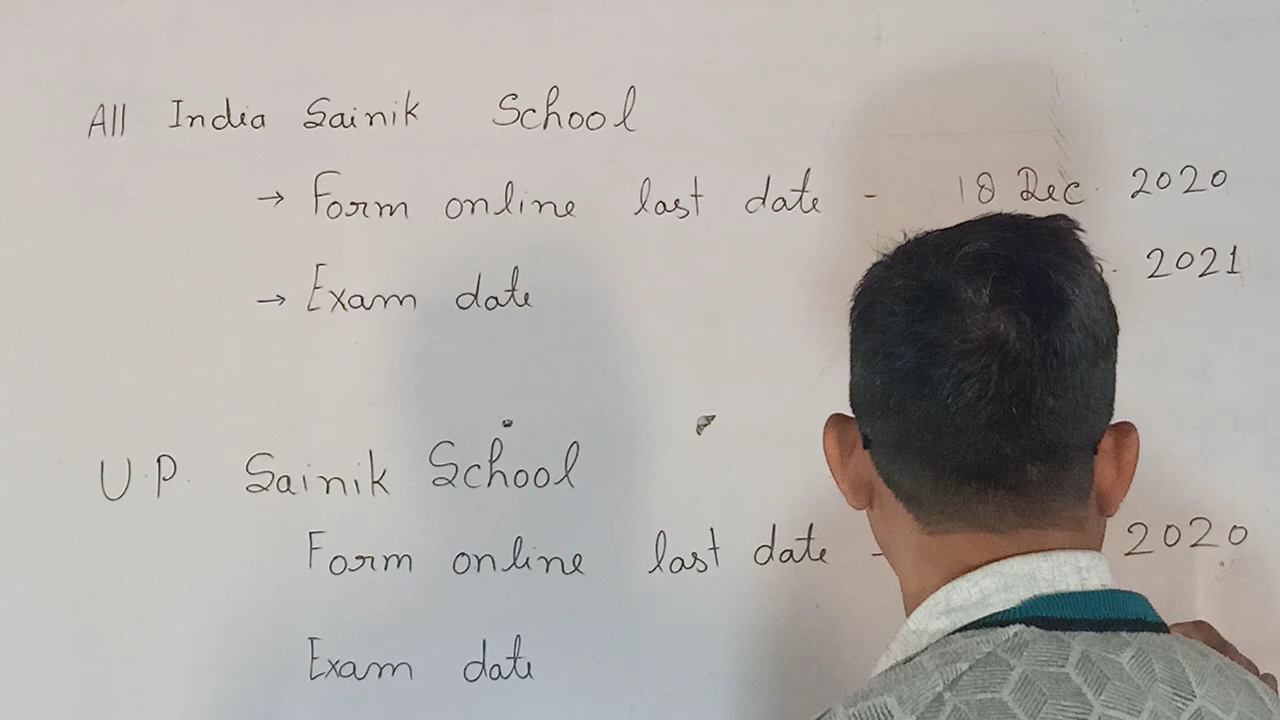 All India Sainik School
→ Form online last date - 18 Dec. 2020
→ Exam date 2021
U.P. Sainik School
Form online last date - 2020
Exam date